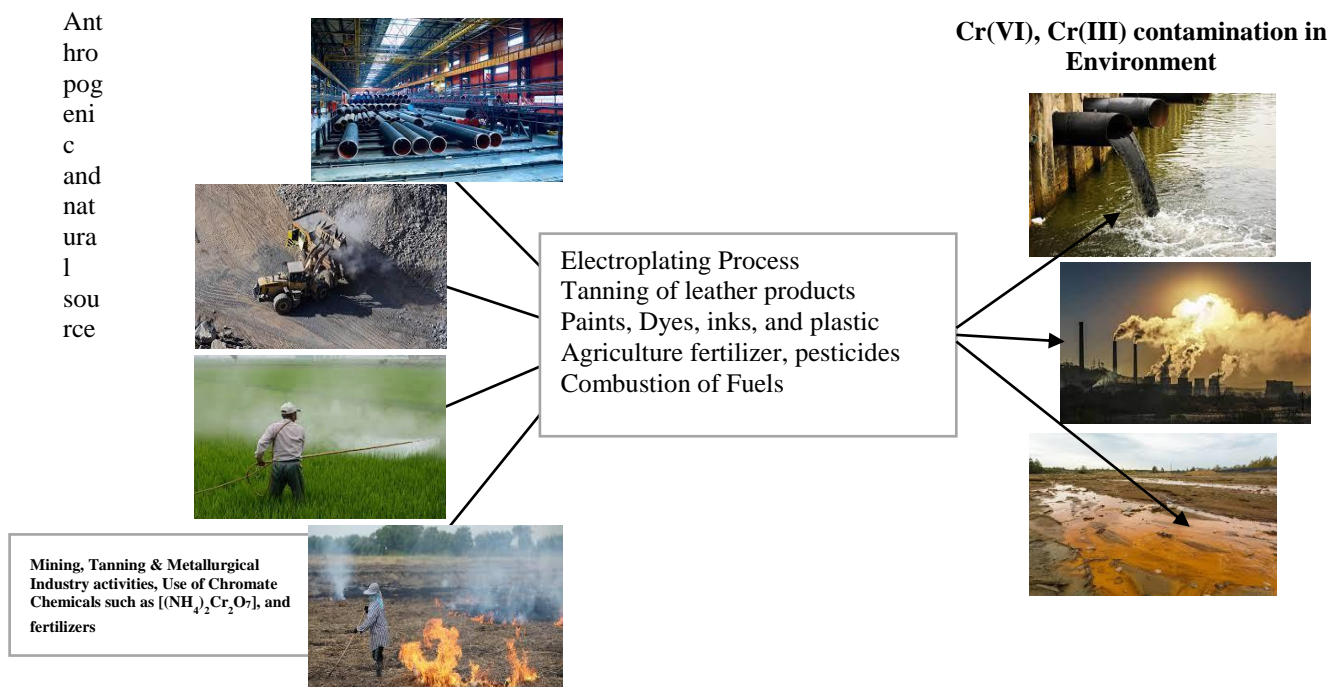 Ant
hro
pog
eni
c
and
nat
ura
l
sou
rce
Cr(VI), Cr(III) contamination in
Environment
Electroplating Process
Tanning of leather products
Paints, Dyes, inks, and plastic
Agriculture fertilizer, pesticides
Combustion of Fuels
Mining, Tanning & Metallurgical
Industry activities, Use of Chromate
Chemicals such as [(NH4)2Cr2O7], and
fertilizers